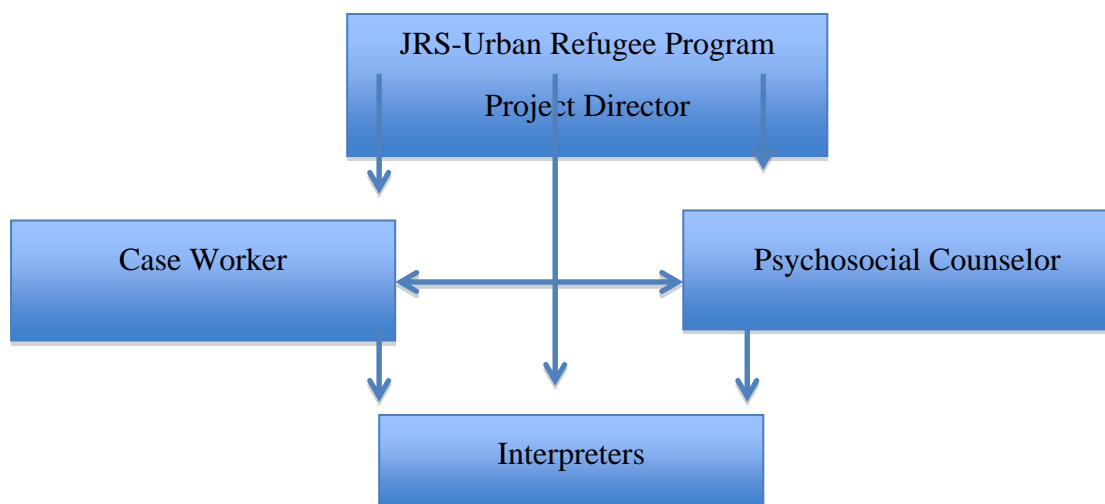 JRS-Urban Refugee Program
Project Director
Case Worker
Psychosocial Counselor
Interpreters